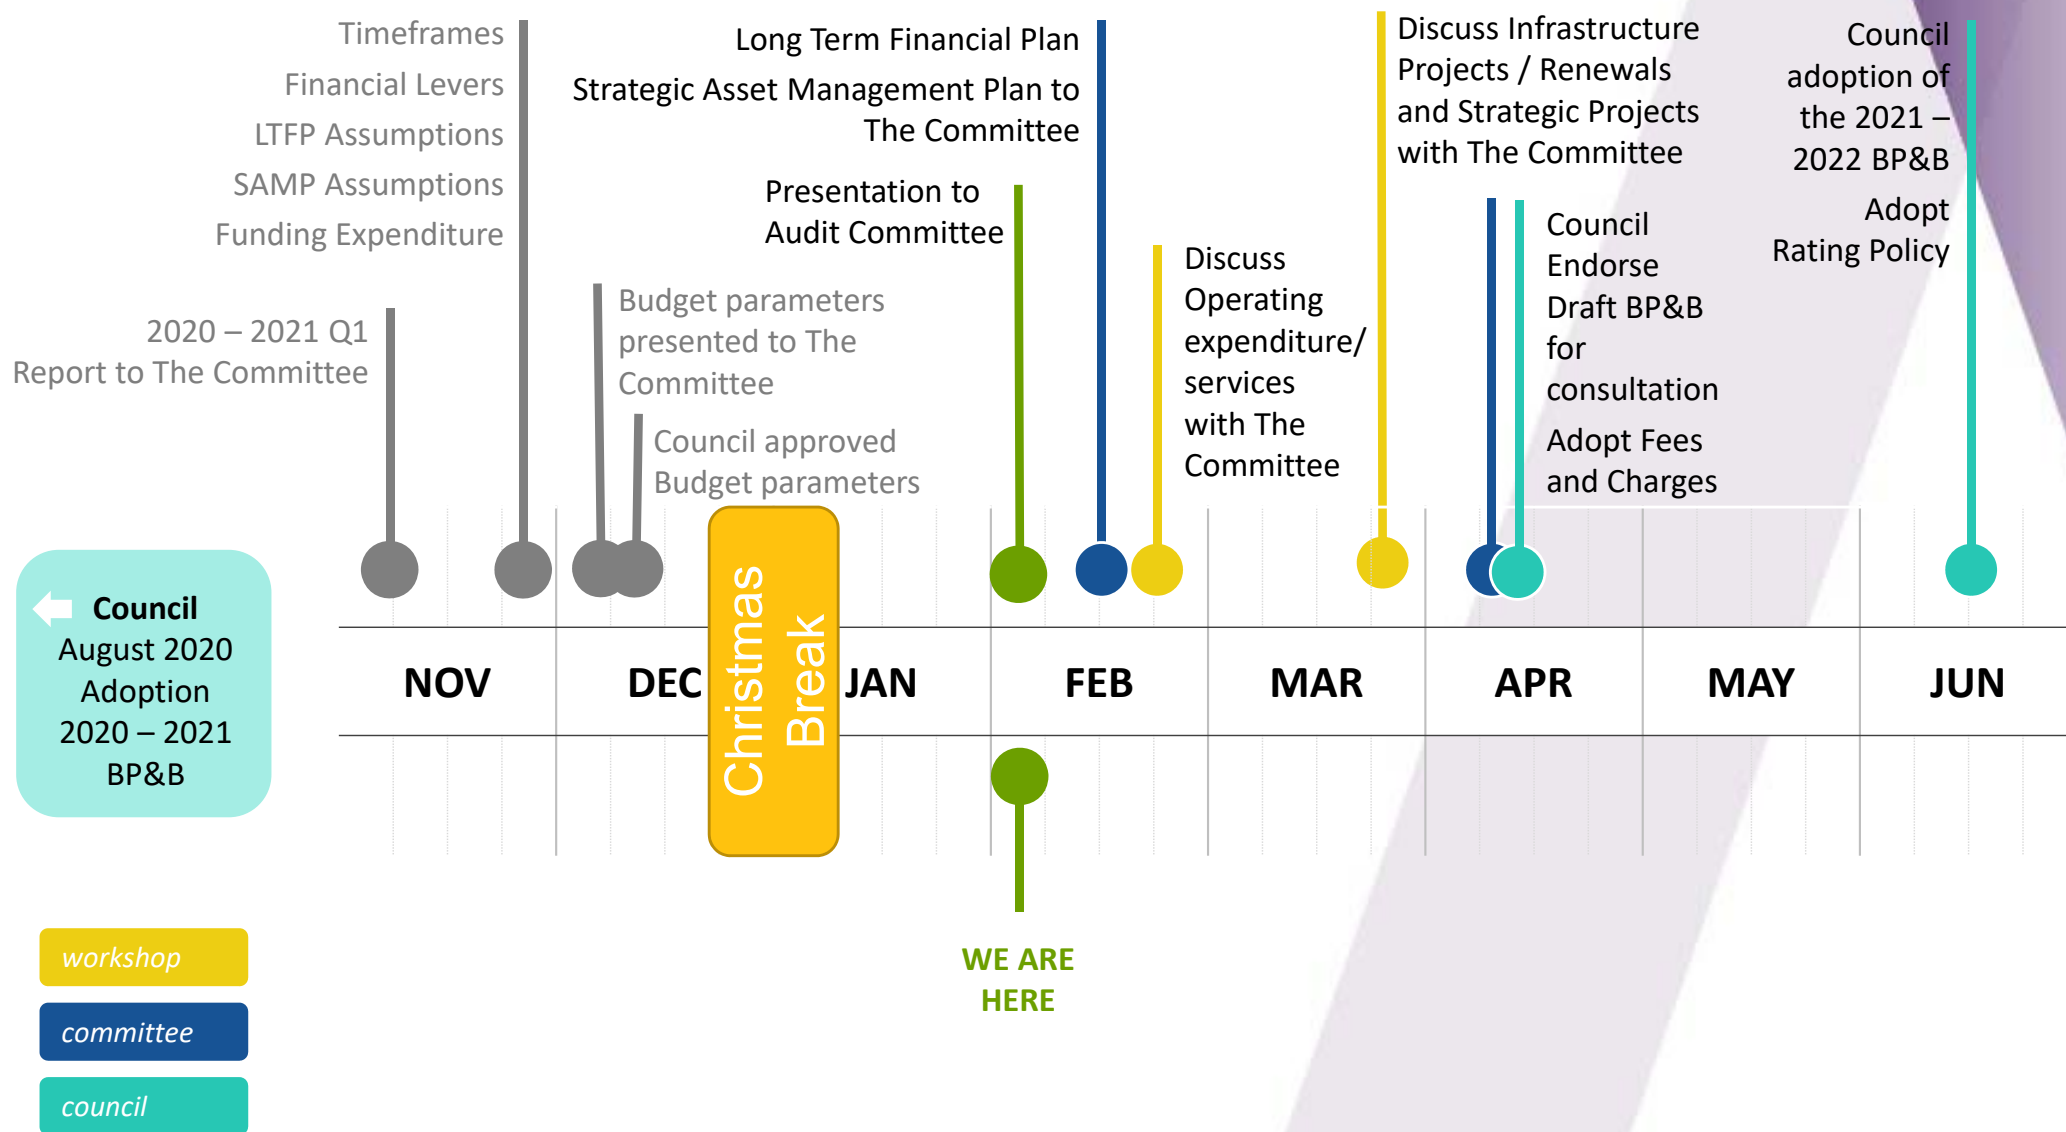 Timeframes
Financial Levers
LTFP Assumptions
SAMP Assumptions
Funding Expenditure
2020 – 2021 Q1
Report to The Committee
Budget parameters
presented to The
Committee
Council approved
Budget parameters
Long Term Financial Plan
Strategic Asset Management Plan to
The Committee
Presentation to
Audit Committee
Discuss
Operating
expenditure/
services
with The
Committee
Discuss Infrastructure
Projects / Renewals
and Strategic Projects
with The Committee
Council
Endorse
Draft BP&B
for
consultation
Adopt Fees
and Charges
Council
adoption of
the 2021 –
2022 BP&B
Adopt
Rating Policy
Council
August 2020
Adoption
2020 – 2021
BP&B
NOV
DEC
Christmas
Break
JAN
FEB
MAR
APR
MAY
JUN
WE ARE
HERE
workshop
committee
council